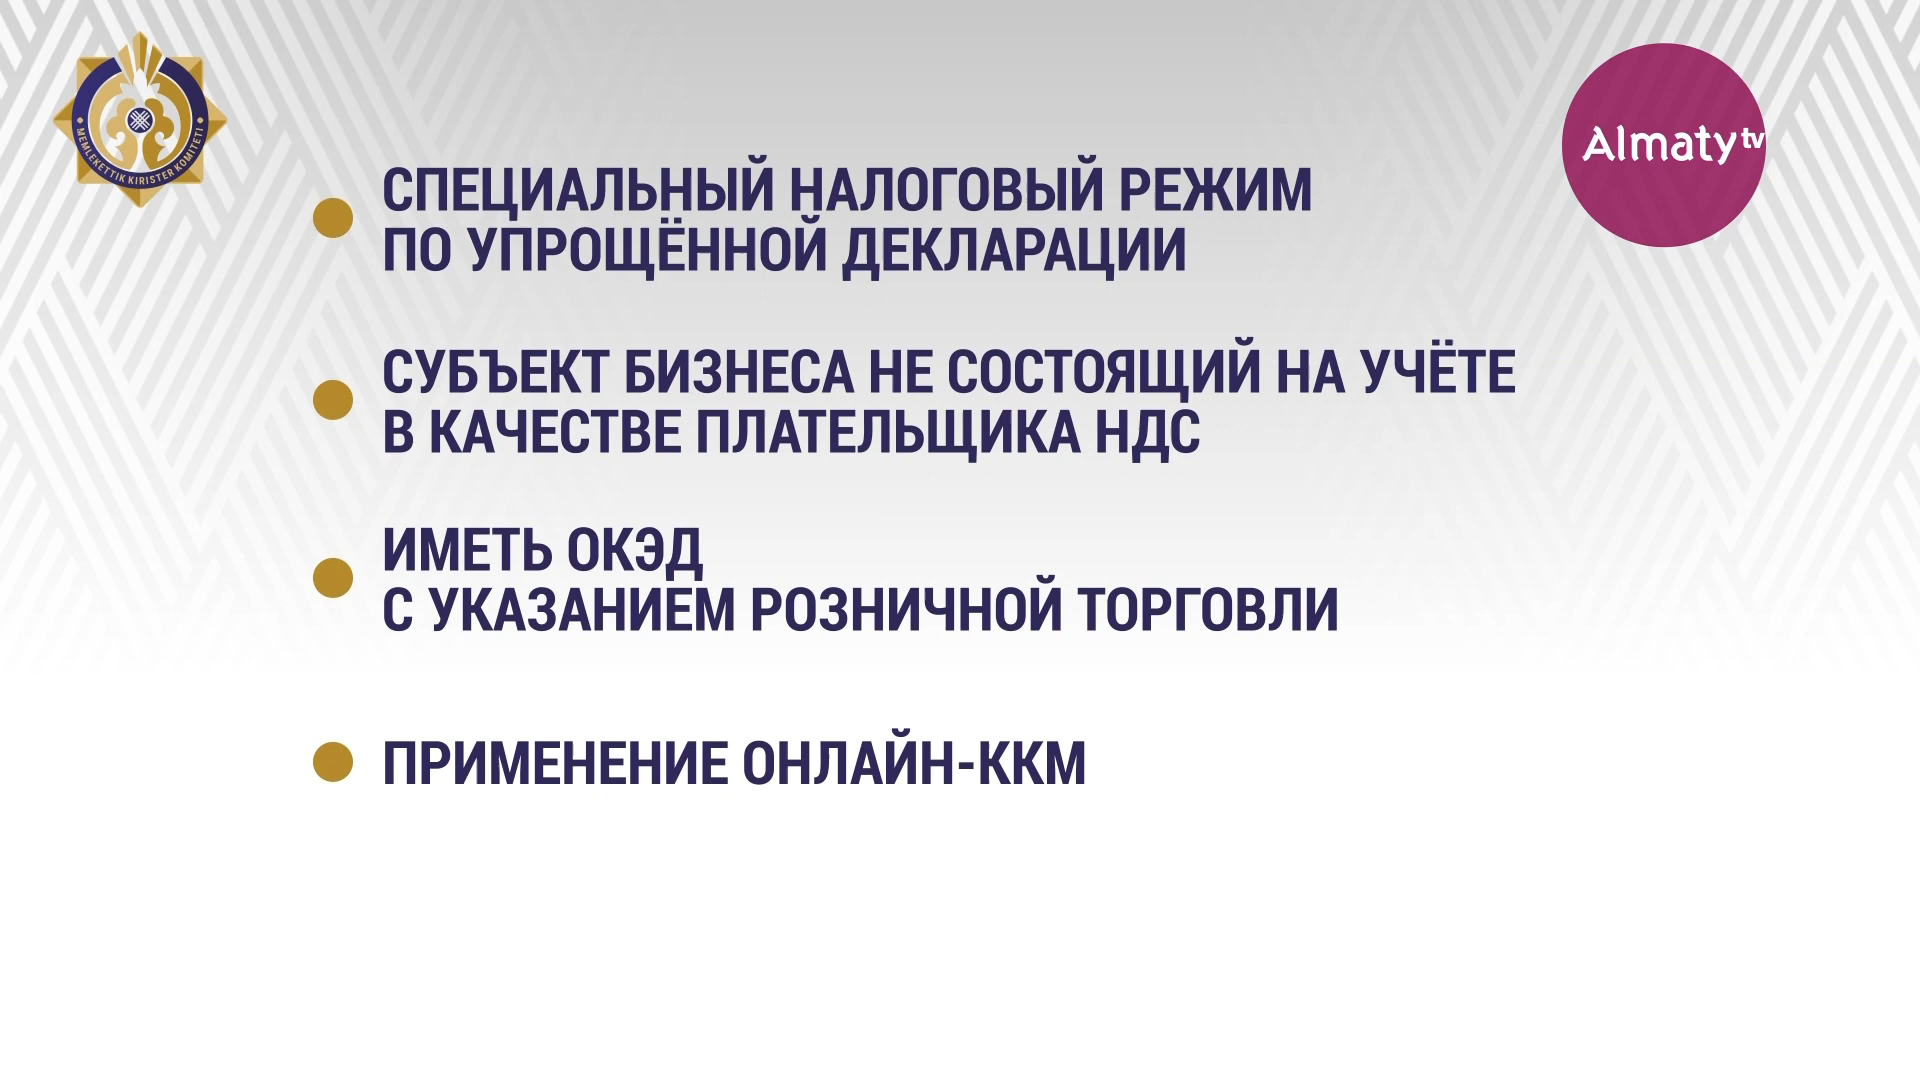 MEMLEKETTIK KIRISTER KOMITETI
Almaty tv
СПЕЦИАЛЬНЫЙ НАЛОГОВЫЙ РЕЖИМ
ПО УПРОЩЁННОЙ ДЕКЛАРАЦИИ
СУБЪЕКТ БИЗНЕСА НЕ СОСТОЯЩИЙ НА УЧЁТЕ
В КАЧЕСТВЕ ПЛАТЕЛЬЩИКА НДС
ИМЕТЬ ОКЭД
С УКАЗАНИЕМ РОЗНИЧНОЙ ТОРГОВЛИ
ПРИМЕНЕНИЕ ОНЛАЙН-ККМ